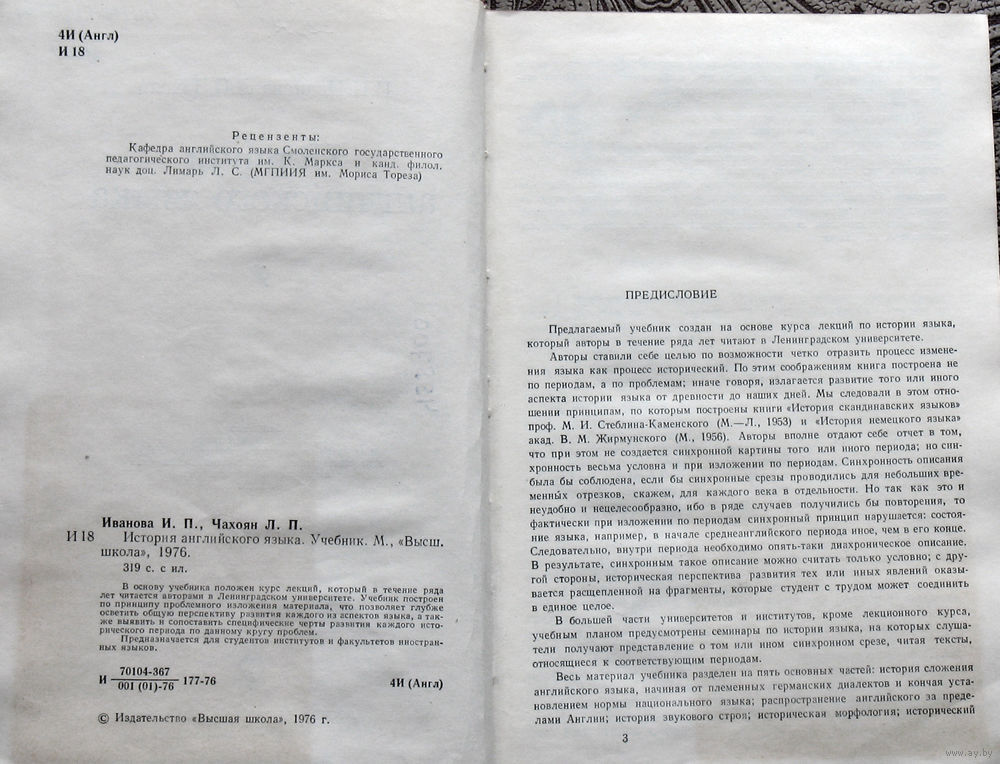 4И (Англ)
И 18
Рецензенты:
Кафедра английского языка Смоленского государственного
педагогического института им. К. Маркса и канд. филол.
наук доц. Лимарь Л. С. (МГПИИЯ им. Мориса Тореза)
Иванова И. П., Чахоян Л. П.
И 18 История английского языка. Учебник. М., «Высш.
школа», 1976.
319 с. с ил.
В основу учебника положен курс лекций, который в течение ряда
лет читается авторами в Ленинградском университете. Учебник построен
по принципу проблемного изложения материала, что позволяет глубже
осветить общую перспективу развития каждого из аспектов языка, а так-
же выявить и сопоставить специфические черты развития каждого исто-
рического периода по данному кругу проблем.
Предназначается для студентов институтов и факультетов иностран-
ных языков.
И 70104-367 177-76
001 (01)-76
4И (Англ)
© Издательство «Высшая школа», 1976 г.
ПРЕДИСЛОВИЕ
Предлагаемый учебник создан на основе курса лекций по истории языка,
который авторы в течение ряда лет читают в Ленинградском университете.
Авторы ставили себе целью по возможности четко отразить процесс измене-
ния языка как процесс исторический. По этим соображениям книга построена не
по периодам, а по проблемам; иначе говоря, излагается развитие того или иного
аспекта истории языка от древности до наших дней. Мы следовали в этом отно-
шении принципам, по которым построены книги «История скандинавских языков»
проф. М. И. Стеблина-Каменского (М.—Л., 1953) и «История немецкого языка»
акад. В. М. Жирмунского (М., 1956). Авторы вполне отдают себе отчет в том,
что при этом не создается синхронной картины того или иного периода; но син-
хронность весьма условна и при изложении по периодам. Синхронность описания
была бы соблюдена, если бы синхронные срезы проводились для небольших вре-
менных отрезков, скажем, для каждого века в отдельности. Но так как это и
неудобно и нецелесообразно, ибо в ряде случаев получились бы повторения, то
фактически при изложении по периодам синхронный принцип нарушается: состоя-
ние языка, например, в начале среднеанглийского периода иное, чем в его конце.
Следовательно, внутри периода необходимо опять-таки диахроническое описание.
В результате, синхронным такое описание можно считать только условно; с дру-
гой стороны, историческая перспектива развития тех или иных явлений оказы-
вается расщепленной на фрагменты, которые студент с трудом может соединить
в единое целое.
В большей части университетов и институтов, кроме лекционного курса,
учебным планом предусмотрены семинары по истории языка, на которых слуша-
тели получают представление о том или ином синхронном срезе, читая тексты,
относящиеся к соответствующим периодам.
Весь материал учебника разделен на пять основных частей: история сложения
английского языка, начиная от племенных германских диалектов и кончая уста-
новлением нормы национального языка; распространение английского за преде-
лами Англии; история звукового строя; историческая морфология; исторический
3
www.ay.by